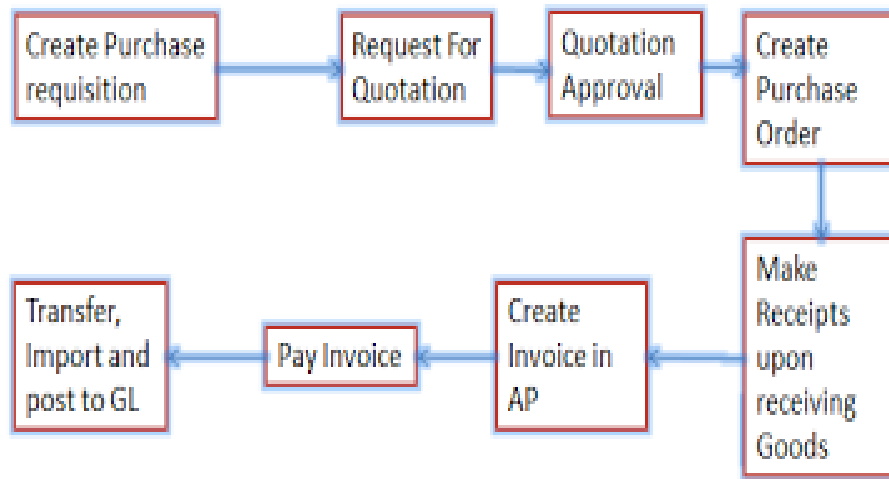 Create Purchase
requisition
Request For
Quotation
Quotation
Approval
Create
Purchase
Order
Make
Receipts
upon
receiving
Goods
Create
Invoice in
AP
Pay Invoice
Transfer,
Import and
post to GL